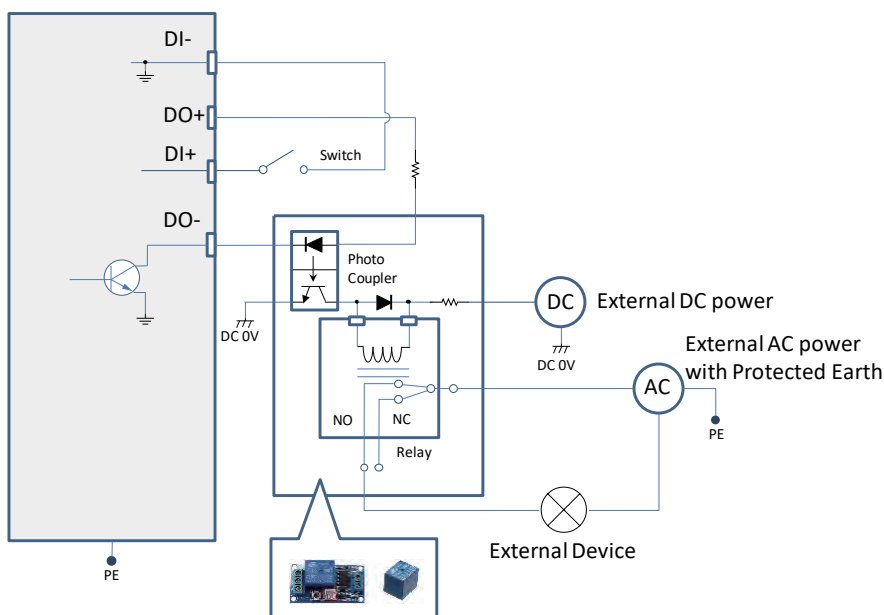 DI-
DO+
DI+
Switch
DO-
Photo
Coupler
DC 0V
DC
External DC power
DC 0V
External AC power
with Protected Earth
AC
PE
NO
NC
Relay
External Device
PE